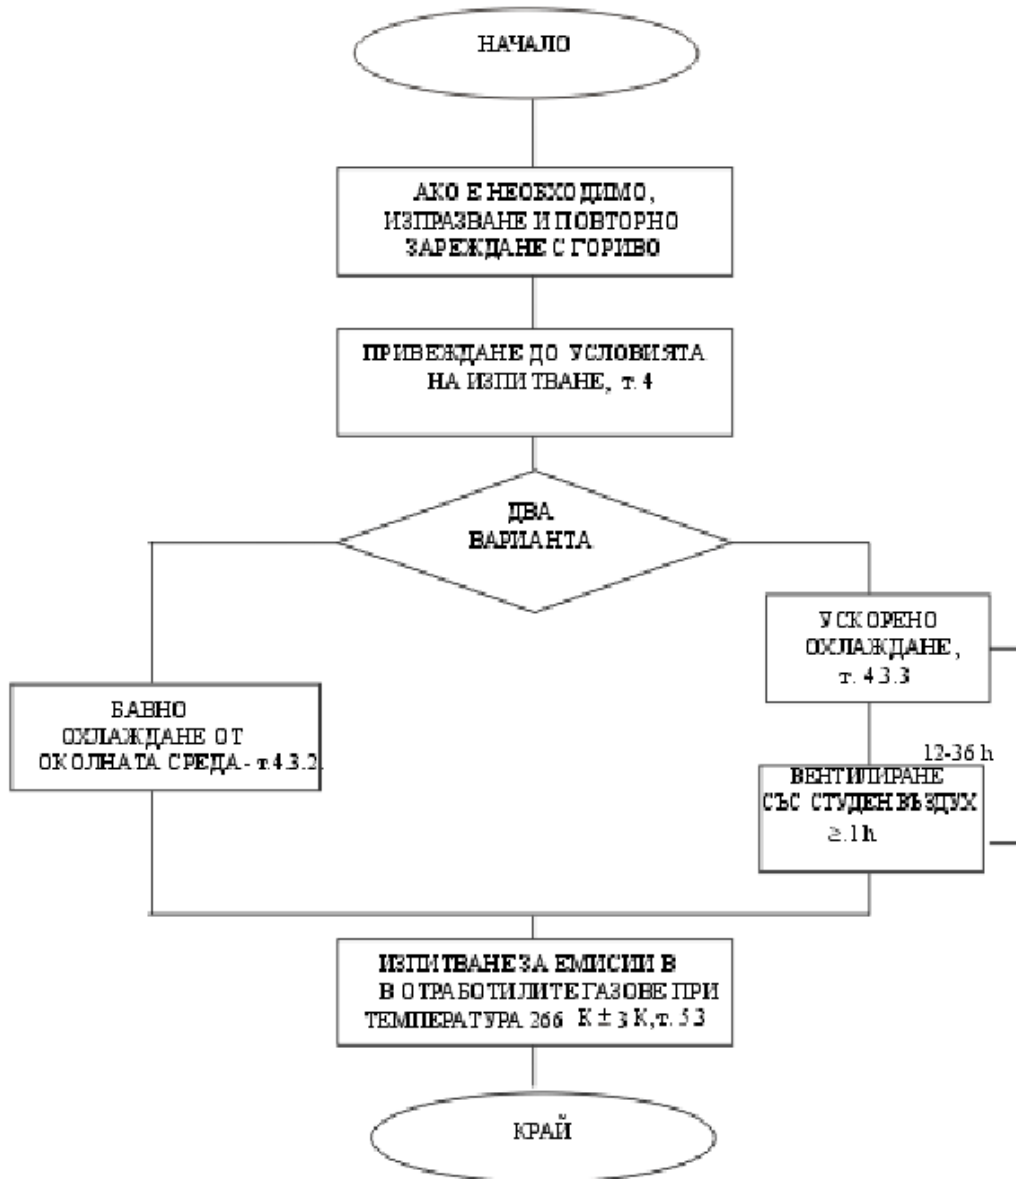 НАЧАЛО
АКО Е НЕОБХОДИМО,
ИЗПРАЗВАНЕ И ПОВТОРНО
ЗАРЕЖДАНЕ С ГОРИВО
ПРИВЕЖДАНЕ ДО УСЛОВИЯТА
НА ИЗПИТВАНЕ, т. 4
ДВА
ВАРИАНТА
УСКОРЕНО
ОХЛАЖДАНЕ,
т. 4.3.3
БАВНО
ОХЛАЖДАНЕ ОТ
ОКОЛНАТА СРЕДА - т.4.3.2.
12-36 h
ВЕНТИЛИРАНЕ
СЪС СТУДЕН ВЪЗДУХ
≥.1 h
ИЗПИТВАНЕ ЗА ЕМИСИИ В
В ОТРАБОТИЛИТЕ ГАЗОВЕ ПРИ
ТЕМПЕРАТУРА 266 K ± 3 K, т. 5.3
КРАЙ